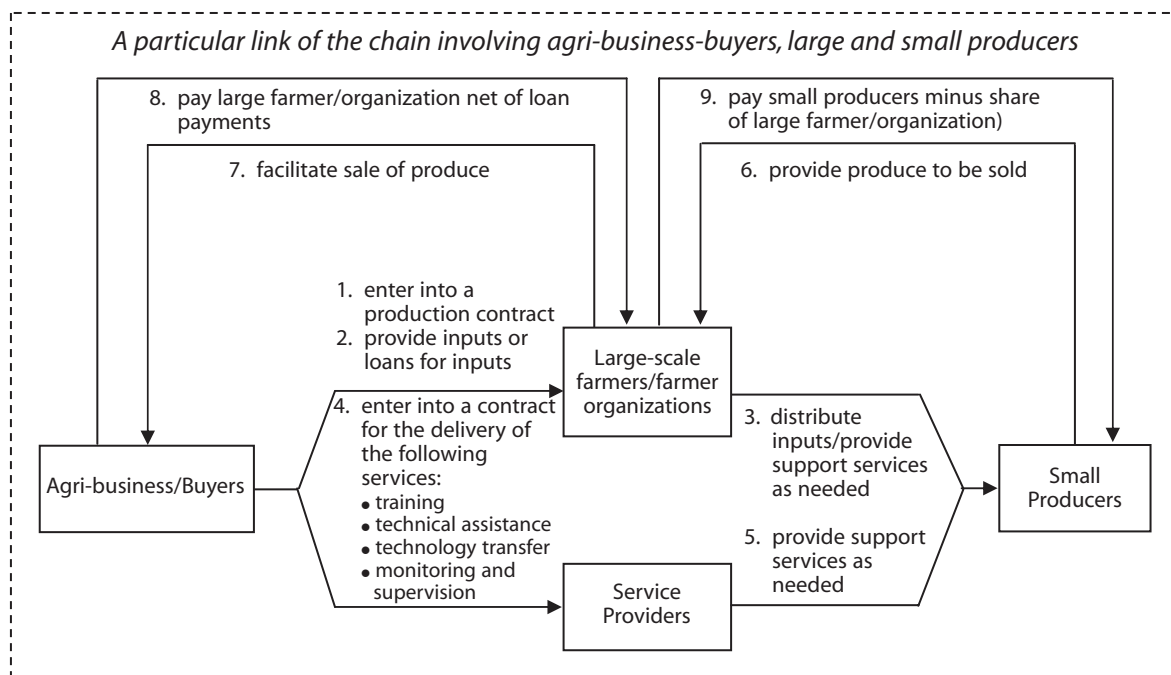 A particular link of the chain involving agri-business-buyers, large and small producers
8. pay large farmer/organization net of loan
payments
9. pay small producers minus share
of large farmer/organization)
7. facilitate sale of produce
6. provide produce to be sold
1. enter into a
production contract
2. provide inputs or
loans for inputs
Large-scale
farmers/farmer
organizations
4. enter into a contract
for the delivery of
the following
services:
• training
• technical assistance
• technology transfer
• monitoring and
supervision
3. distribute
inputs/provide
support services
as needed
Agri-business/Buyers
Small
Producers
5. provide support
services as
needed
Service
Providers